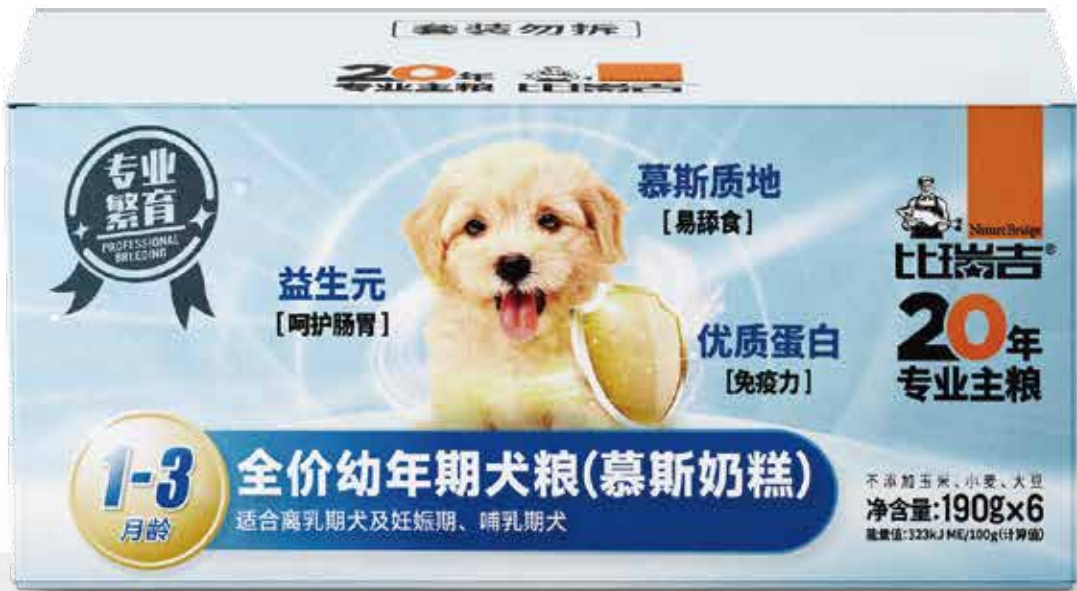 [套装勿拆]
20年
专业主粮
比瑞吉
专业
繁育
PROFESSIONAL
BREEDING
慕斯质地
[易舔食]
益生元
[呵护肠胃]
优质蛋白
[免疫力]
Nature Bridge
比瑞吉®
20年
专业主粮
1-3
月龄
全价幼年期犬粮(慕斯奶糕)
适合离乳期犬及妊娠期、哺乳期犬
不添加玉米、小麦、大豆
净含量:190g×6
能量值:323kJ ME/100g(计算值)